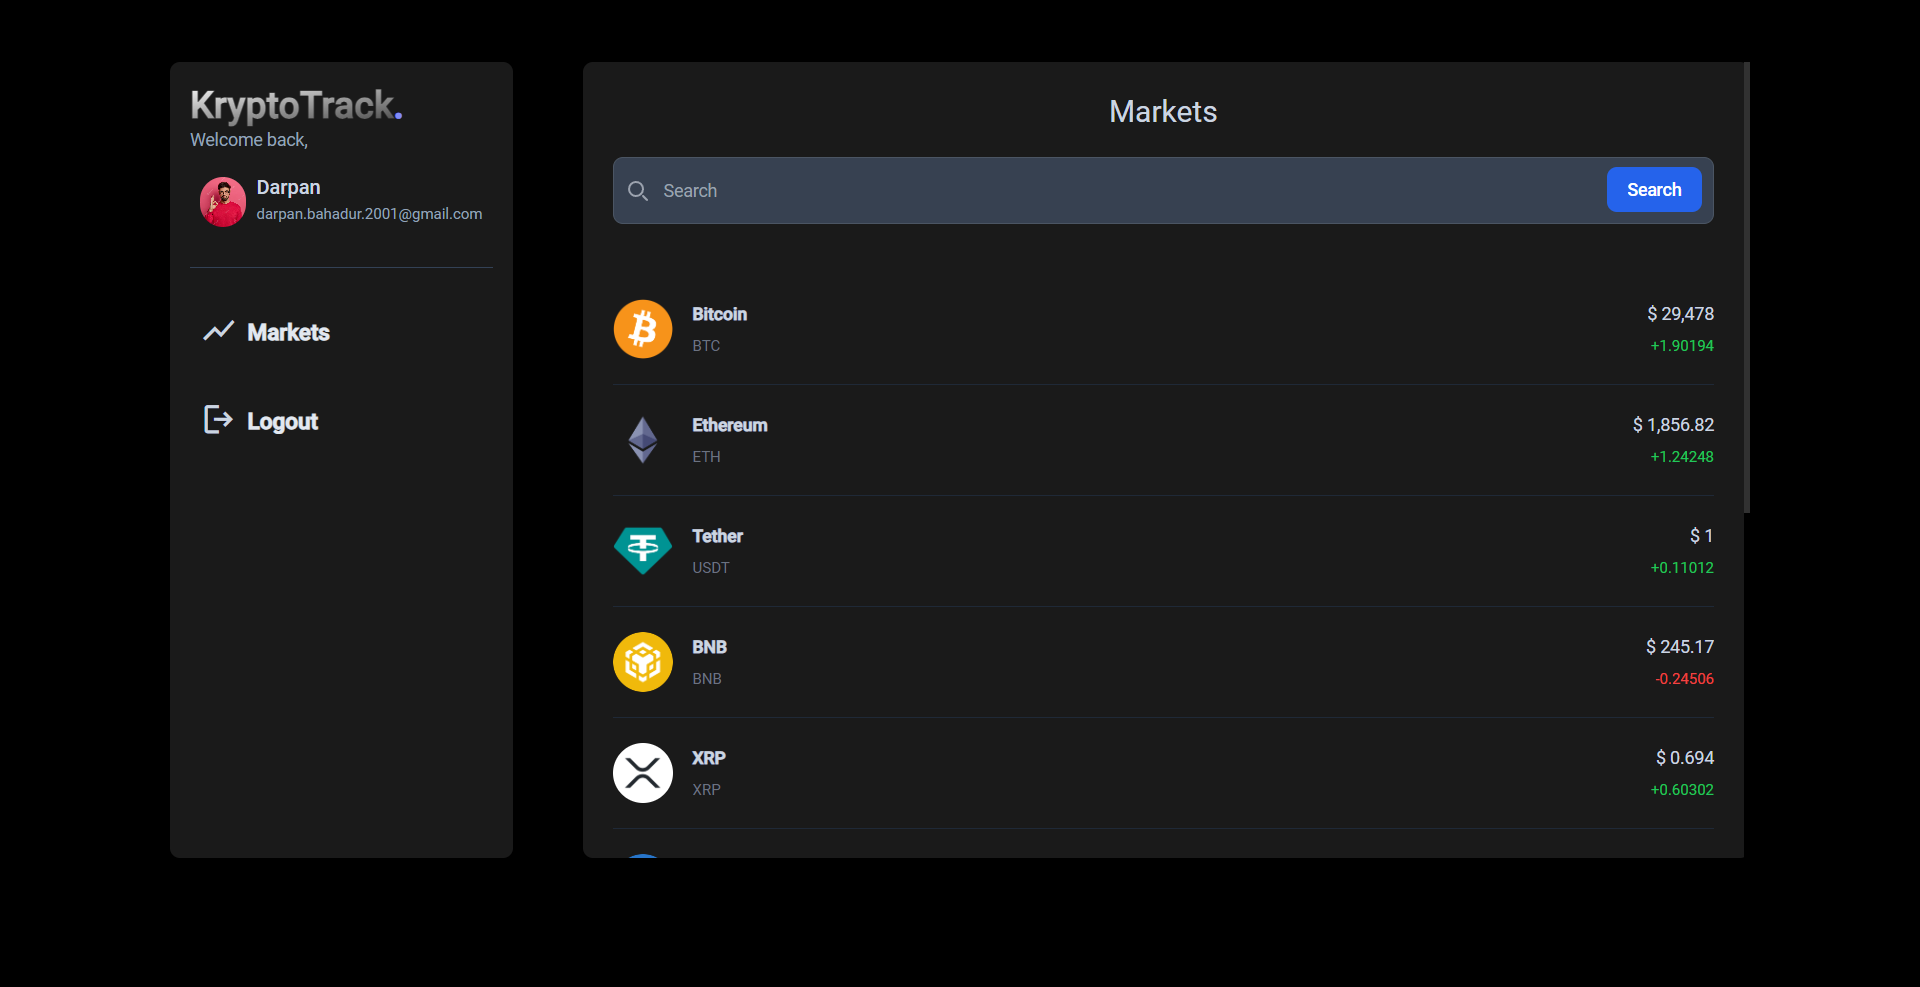 KryptoTrack.
Welcome back,
Darpan
darpan.bahadur.2001@gmail.com
Markets
Logout
Markets
Search
Search
Bitcoin
BTC
$ 29,478
+1.90194
Ethereum
ETH
$ 1,856.82
+1.24248
Tether
USDT
$ 1
+0.11012
BNB
BNB
$ 245.17
-0.24506
XRP
XRP
$ 0.694
+0.60302